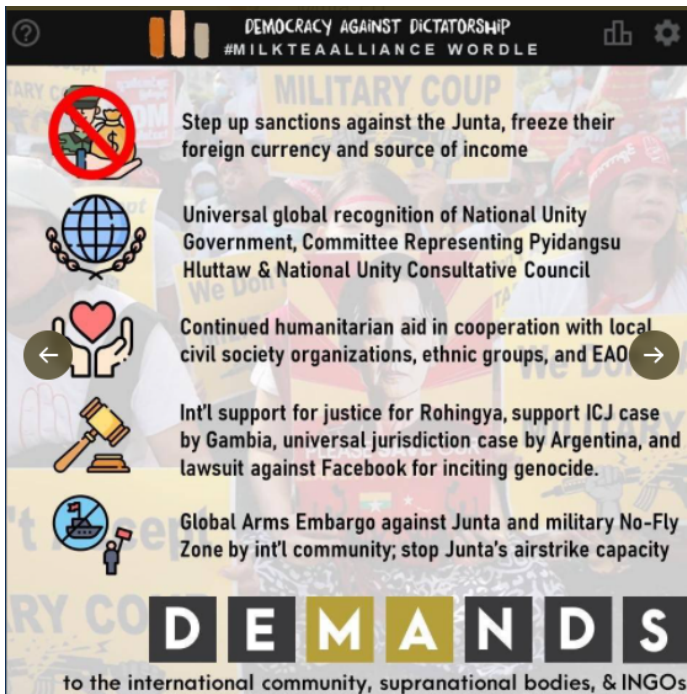 DEMOCRACY AGAINST DICTATORSHIP
#MILKTEAALLIANCE WORDLE
MILITARY COUP
Step up sanctions against the Junta, freeze their
foreign currency and source of income
Universal global recognition of National Unity
Government, Committee Representing Pyidangsu
Hluttaw & National Unity Consultative Council
We Don
Continued humanitarian aid in cooperation with local
civil society organizations, ethnic groups, and EAO
Int'l support for justice for Rohingya, support ICJ case
by Gambia, universal jurisdiction case by Argentina, and
lawsuit against Facebook for inciting genocide.
PLEASE SAVE OUR
Global Arms Embargo against Junta and military No-Fly
Zone by int'l community; stop Junta's airstrike capacity
DEMANDS
to the international community, supranational bodies, & INGOs